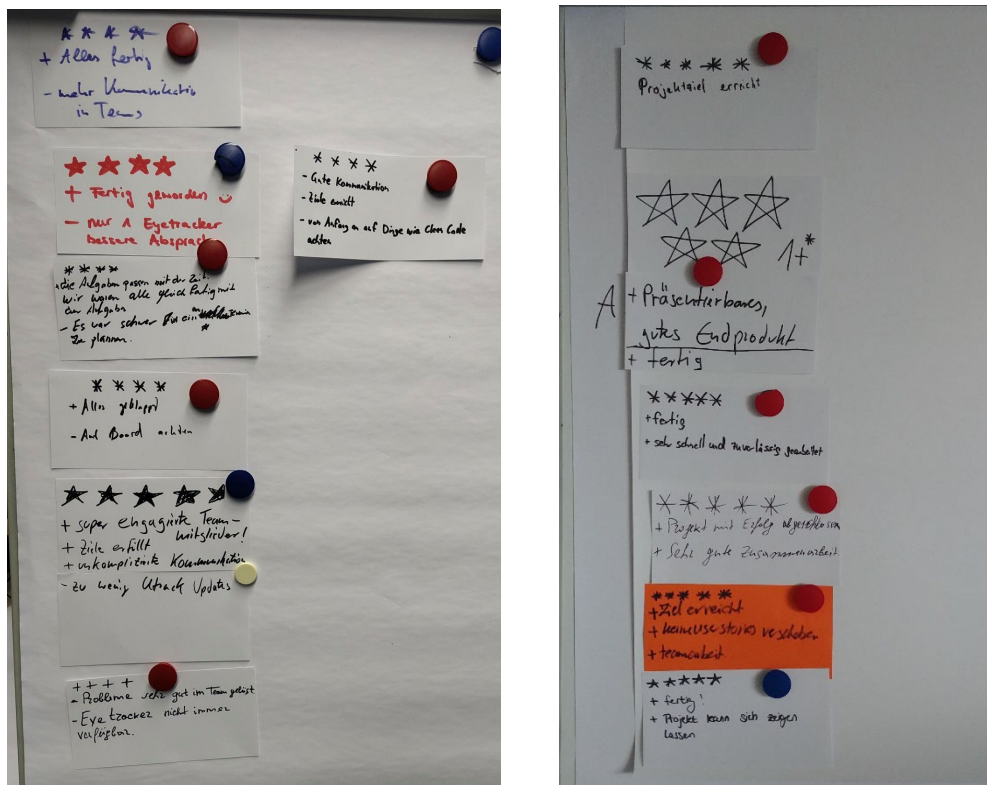 + Alles fertig
- mehr Kommunikation
in Teams
+ Fertig geworden
- nur 1 Eyetracker
bessere Absprache
die Aufgaben passen mit der Zeit.
wir waren alle gleich fertig mit
den Aufgaben
- Es war schwer für ein
zu planen.
+ Alles geklappt
- Auf Board achten
+ super engagierte Team-
mitglieder!
+ Ziele erfüllt
+ unkomplizierte Kommunikation
- zu wenig Utrack Updates
++++
- Probleme sehr gut im Team gelöst
- Eyetracker nicht immer
verfügbar.
- Gute Kommunikation
- Ziele erreicht
- von Anfang an auf Dinge wie Clean Code
achten
Projektziel erreicht
1+*
A + Präsentierbares,
gutes Endprodukt
+ fertig
+ fertig
+ sehr schnell und zuverlässig gearbeitet
+ Projekt mit Erfolg abgeschlossen
+ Sehr gute Zusammenarbeit
+ Ziel erreicht
+ keine Userstories verschoben
+ teamarbeit
+ fertig!
+ Projekt kann sich zeigen
lassen